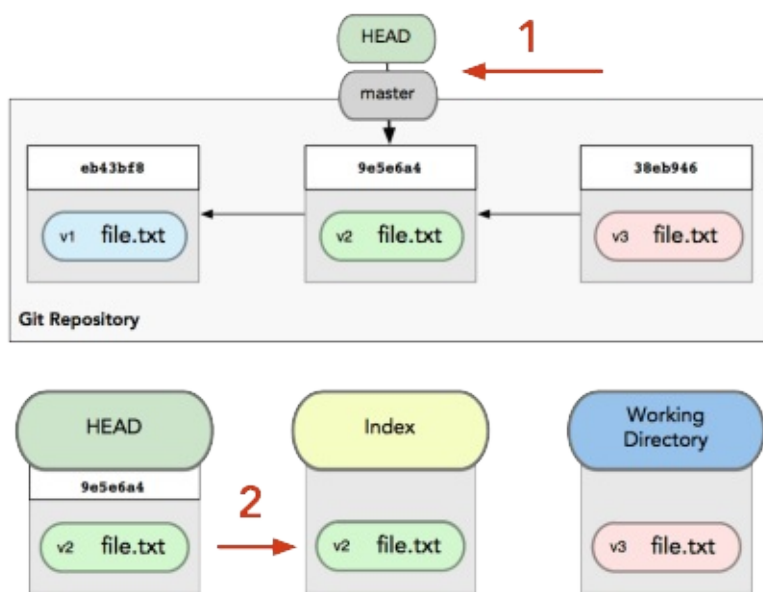 HEAD
1
master
eb43bf8
9e5e6a4
38eb946
v1 file.txt
v2 file.txt
v3 file.txt
Git Repository
HEAD
Index
Working
Directory
9e5e6a4
2
v2 file.txt
v2 file.txt
v3 file.txt